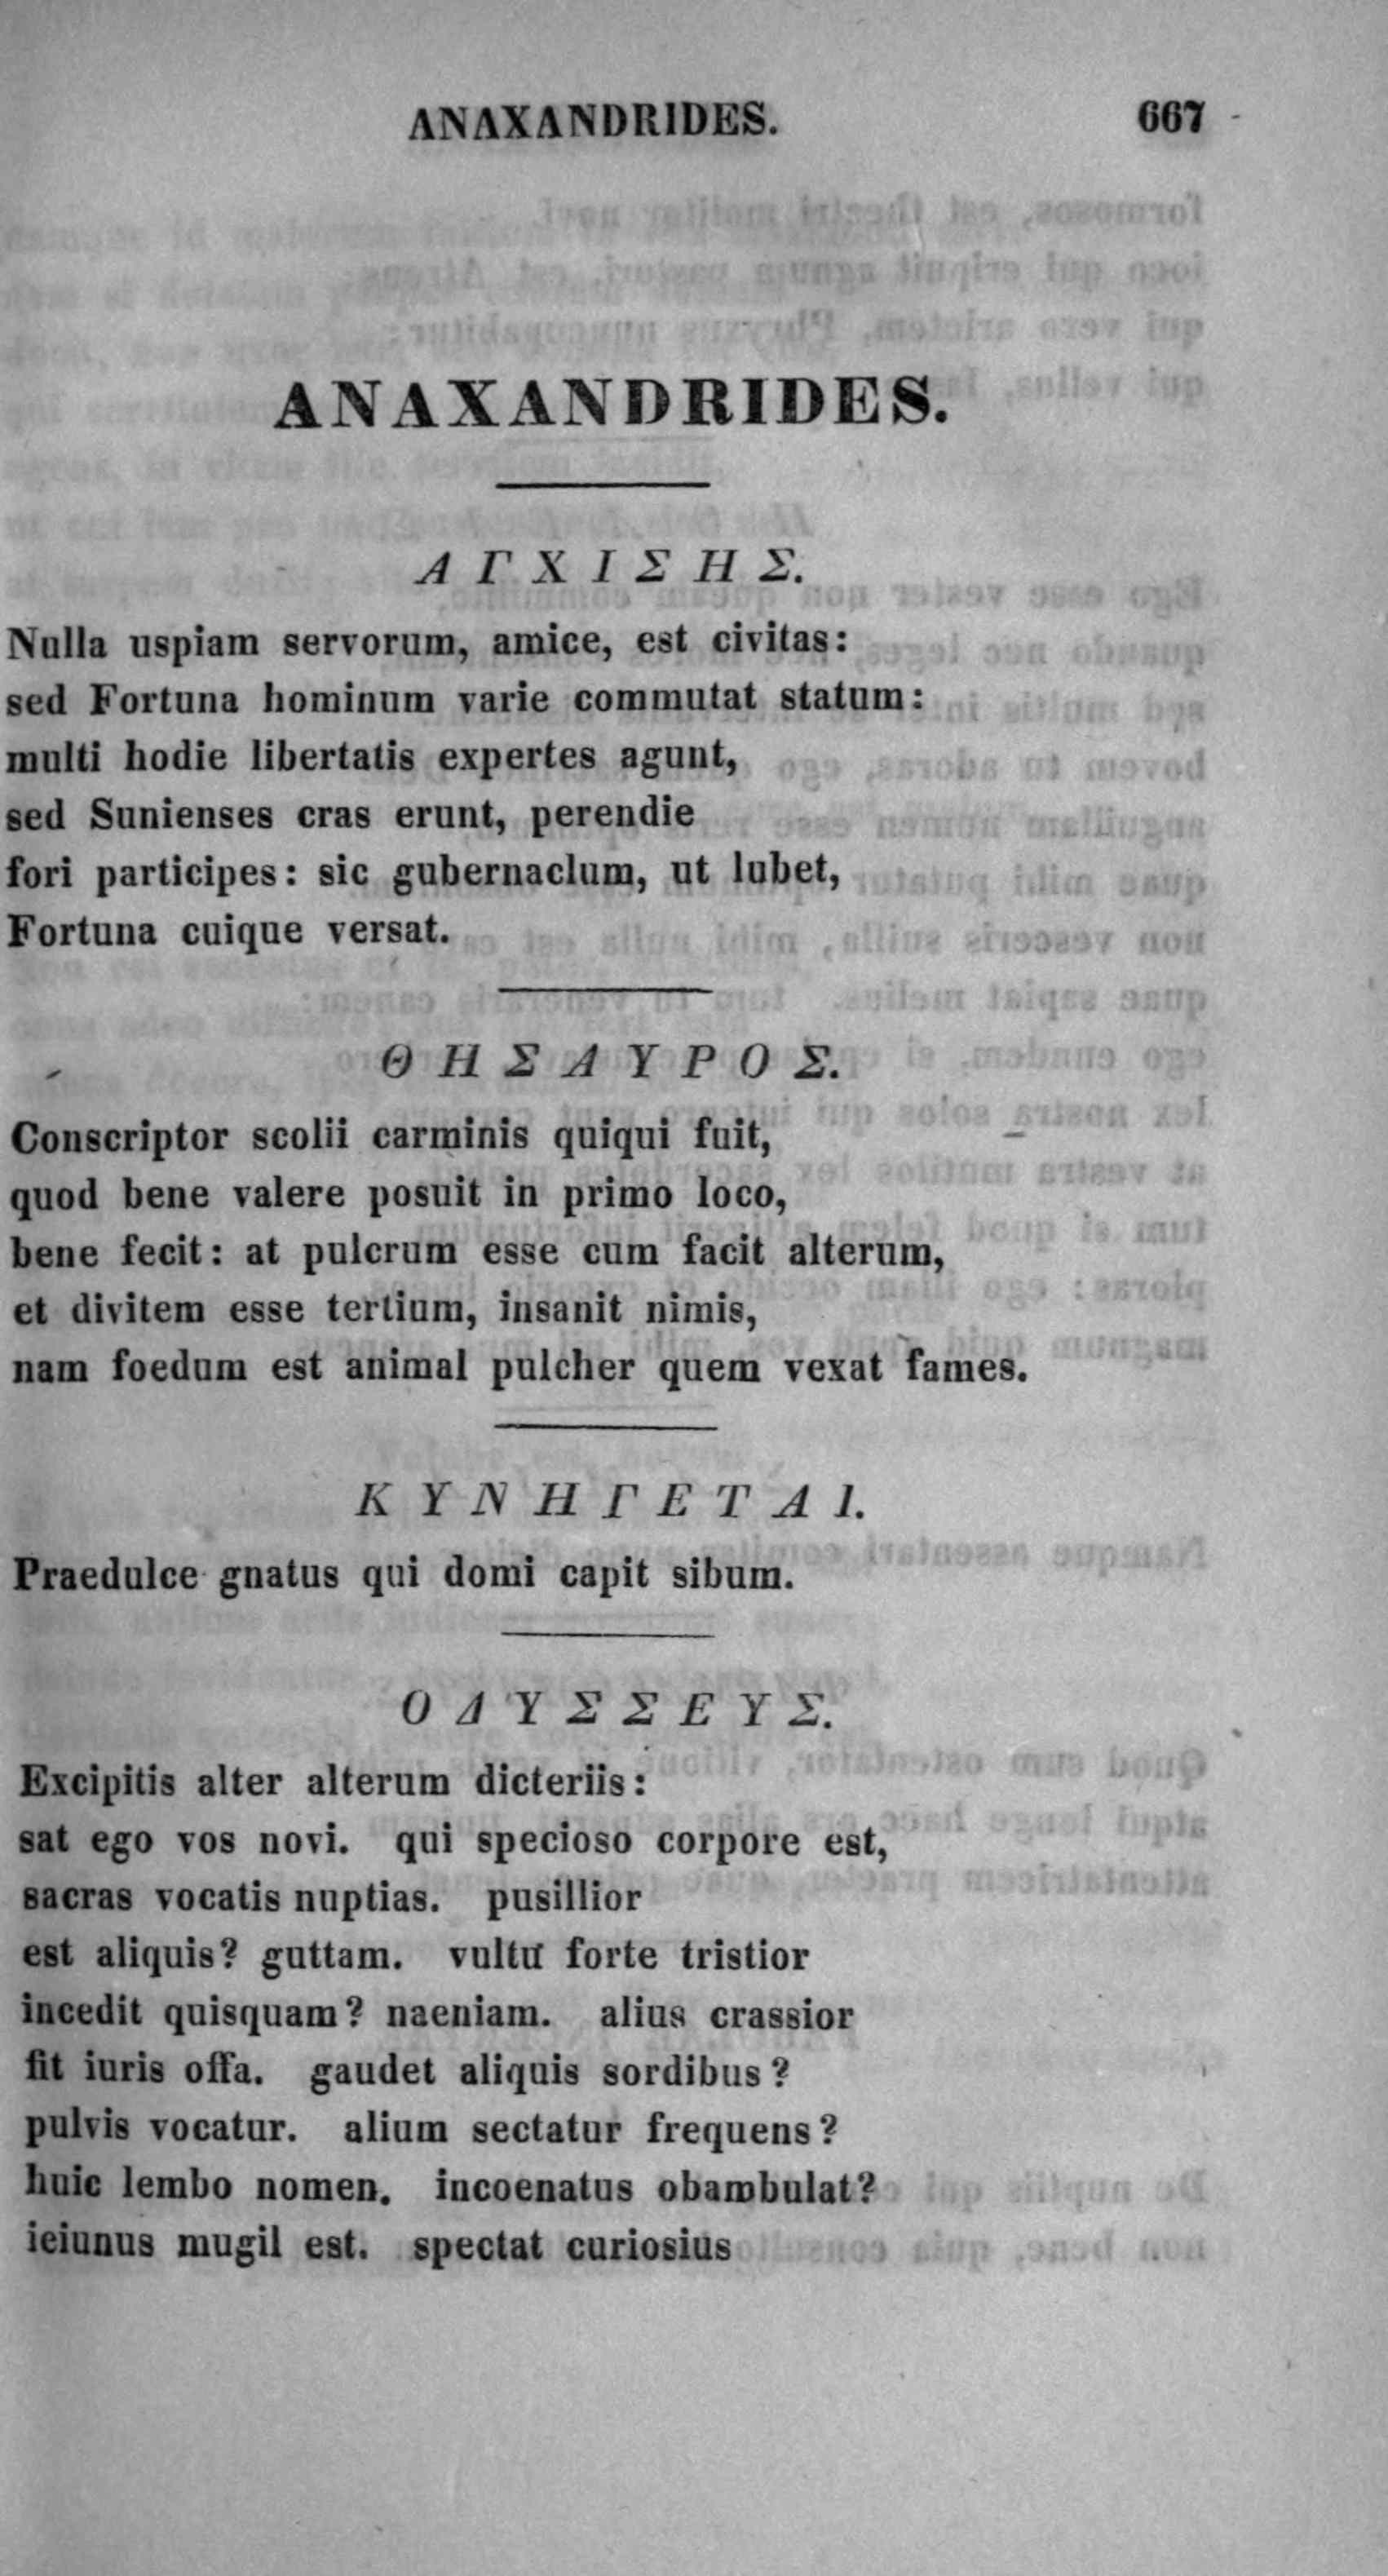 ANAXANDRIDES. 667
ANAXANDRIDES.
ΑΓΧΙΣΗΣ.
Nulla uspiam servorum, amice, est civitas:
sed Fortuna hominum varie commutat statum:
multi hodie libertatis expertes agunt,
sed Sunienses cras erunt, perendie
fori participes: sic gubernaclum, ut lubet,
Fortuna cuique versat.
ΘΗΣΑΥΡΟΣ.
Conscriptor scolii carminis quiqui fuit,
quod bene valere posuit in primo loco,
bene fecit: at pulcrum esse cum facit alterum,
et divitem esse tertium, insanit nimis,
nam foedum est animal pulcher quem vexat fames.
ΚΥΝΗΓΕΤΑΙ.
Praedulce gnatus qui domi capit sibum.
ΟΔΥΣΣΕΥΣ.
Excipitis alter alterum dicteriis:
sat ego vos novi. qui specioso corpore est,
sacras vocatis nuptias. pusillior
est aliquis? guttam. vultu forte tristior
incedit quisquam? naeniam. alius crassior
fit iuris offa. gaudet aliquis sordibus?
pulvis vocatur. alium sectatur frequens?
huic lembo nomen. incoenatus obambulat?
ieiunus mugil est. spectat curiosius